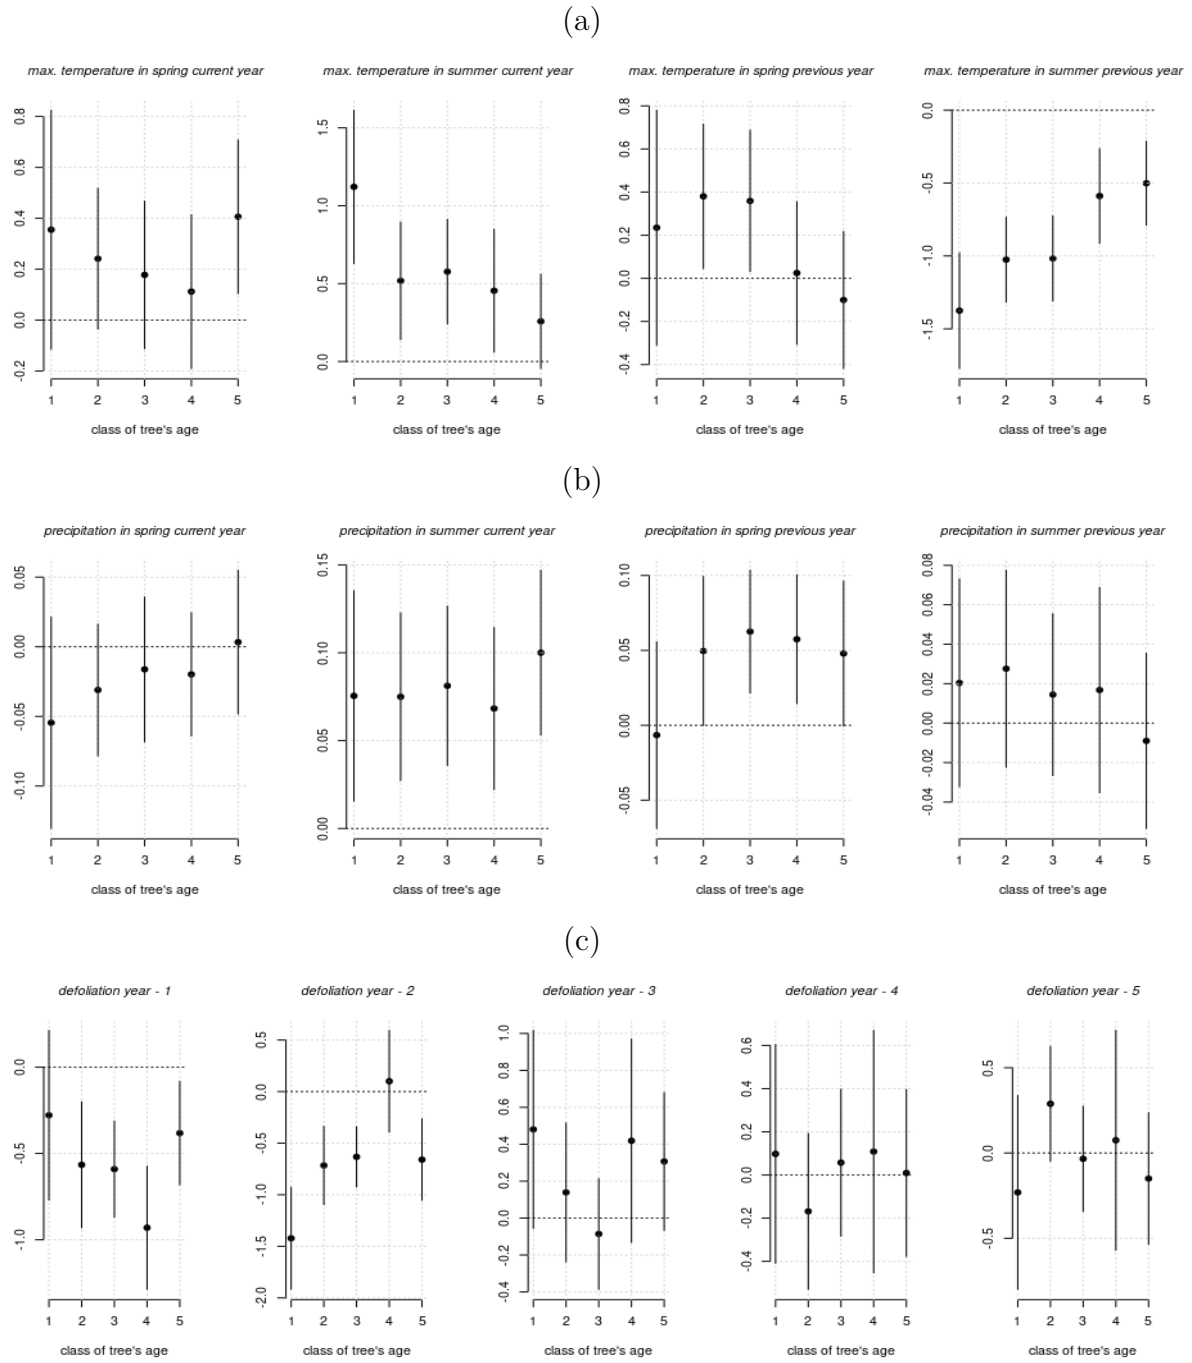 (a)
max. temperature in spring current year
max. temperature in summer current year
max. temperature in spring previous year
max. temperature in summer previous year
0.8
0.6
0.4
0.2
0.0
-0.2
1 2 3 4 5
class of tree's age
1.5
1.0
0.5
0.0
1 2 3 4 5
class of tree's age
0.8
0.6
0.4
0.2
0.0
-0.2
-0.4
1 2 3 4 5
class of tree's age
0.0
-0.5
-1.0
-1.5
1 2 3 4 5
class of tree's age
(b)
precipitation in spring current year
precipitation in summer current year
precipitation in spring previous year
precipitation in summer previous year
0.05
0.00
-0.05
-0.10
1 2 3 4 5
class of tree's age
0.15
0.10
0.05
0.00
1 2 3 4 5
class of tree's age
0.10
0.05
0.00
-0.05
1 2 3 4 5
class of tree's age
0.08
0.06
0.04
0.02
0.00
-0.02
-0.04
1 2 3 4 5
class of tree's age
(c)
defoliation year - 1
defoliation year - 2
defoliation year - 3
defoliation year - 4
defoliation year - 5
0.0
-0.5
-1.0
1 2 3 4 5
class of tree's age
0.5
0.0
-0.5
-1.0
-1.5
-2.0
1 2 3 4 5
class of tree's age
1.0
0.8
0.6
0.4
0.2
0.0
-0.2
-0.4
1 2 3 4 5
class of tree's age
0.6
0.4
0.2
0.0
-0.2
-0.4
1 2 3 4 5
class of tree's age
0.5
0.0
-0.5
1 2 3 4 5
class of tree's age